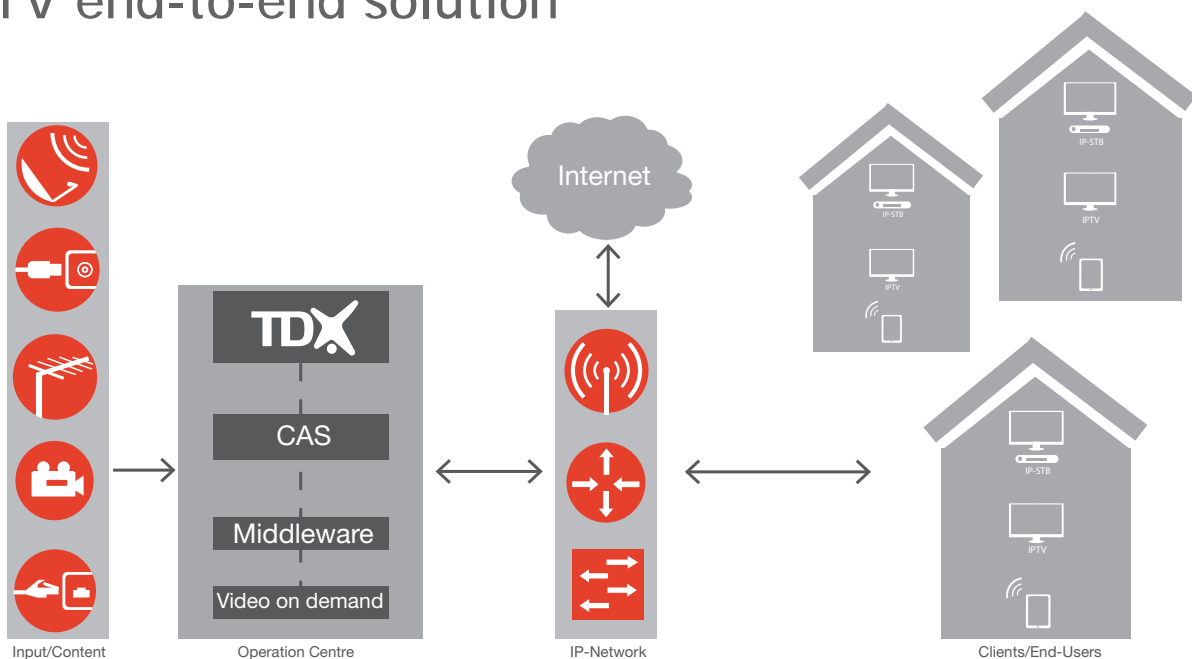 TV end-to-end solution
Internet
TDX
CAS
Middleware
Video on demand
IP-STB
IPTV
IP-STB
IPTV
IP-STB
IPTV
Input/Content
Operation Centre
IP-Network
Clients/End-Users